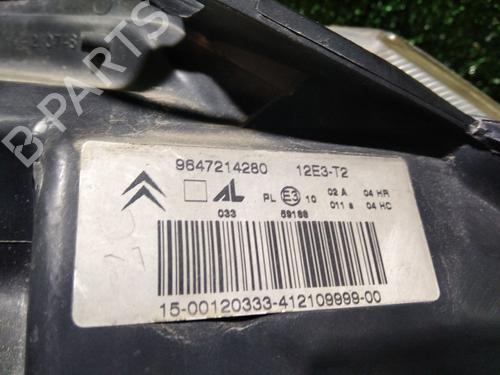 B-PARTS
9647214280 12E3-T2
AL PL E3 10 02 A 04 HR
033 59189 011 s 04 HC
15-00120333-412109999-00